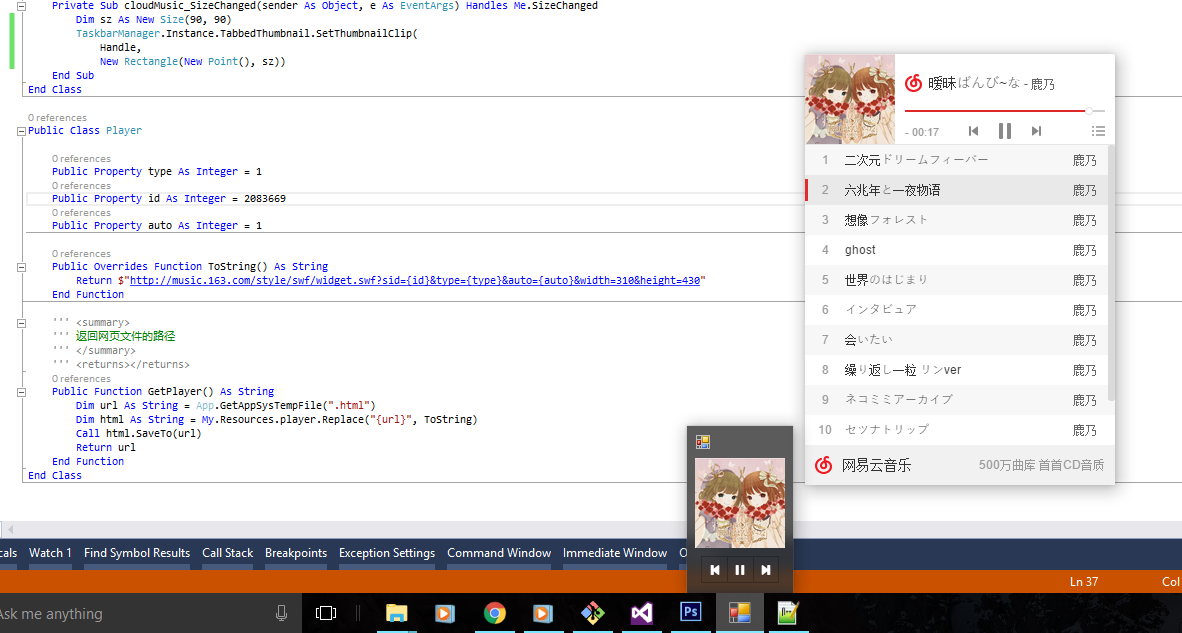 Private Sub cloudMusic_SizeChanged(sender As Object, e As EventArgs) Handles Me.SizeChanged
Dim sz As New Size(90, 90)
TaskbarManager.Instance.TabbedThumbnail.SetThumbnailClip(
Handle,
New Rectangle(New Point(), sz))
End Sub
End Class
0 references
Public Class Player
0 references
Public Property type As Integer = 1
0 references
Public Property id As Integer = 2083669
0 references
Public Property auto As Integer = 1
0 references
Public Overrides Function ToString() As String
Return $"http://music.163.com/style/swf/widget.swf?sid={id}&type={type}&auto={auto}&width=310&height=430"
End Function
''' <summary>
''' 返回网页文件的路径
''' </summary>
''' <returns></returns>
0 references
Public Function GetPlayer() As String
Dim url As String = App.GetAppSysTempFile(".html")
Dim html As String = My.Resources.player.Replace("{url}", ToString)
Call html.SaveTo(url)
Return url
End Function
End Class
暧昧ばんび~な - 鹿乃
- 00:17
1 二次元ドリームフィーバー 鹿乃
2 六兆年と一夜物语 鹿乃
3 想像フォレスト 鹿乃
4 ghost 鹿乃
5 世界のはじまり 鹿乃
6 インタビュア 鹿乃
7 会いたい 鹿乃
8 繰り返し一粒 リンver 鹿乃
9 ネコミミアーカイブ 鹿乃
10 セツナトリップ 鹿乃
网易云音乐 500万曲库 首首CD音质
cals Watch 1 Find Symbol Results Call Stack Breakpoints Exception Settings Command Window Immediate Window O
Ln 37 Col
Ask me anything
Ps